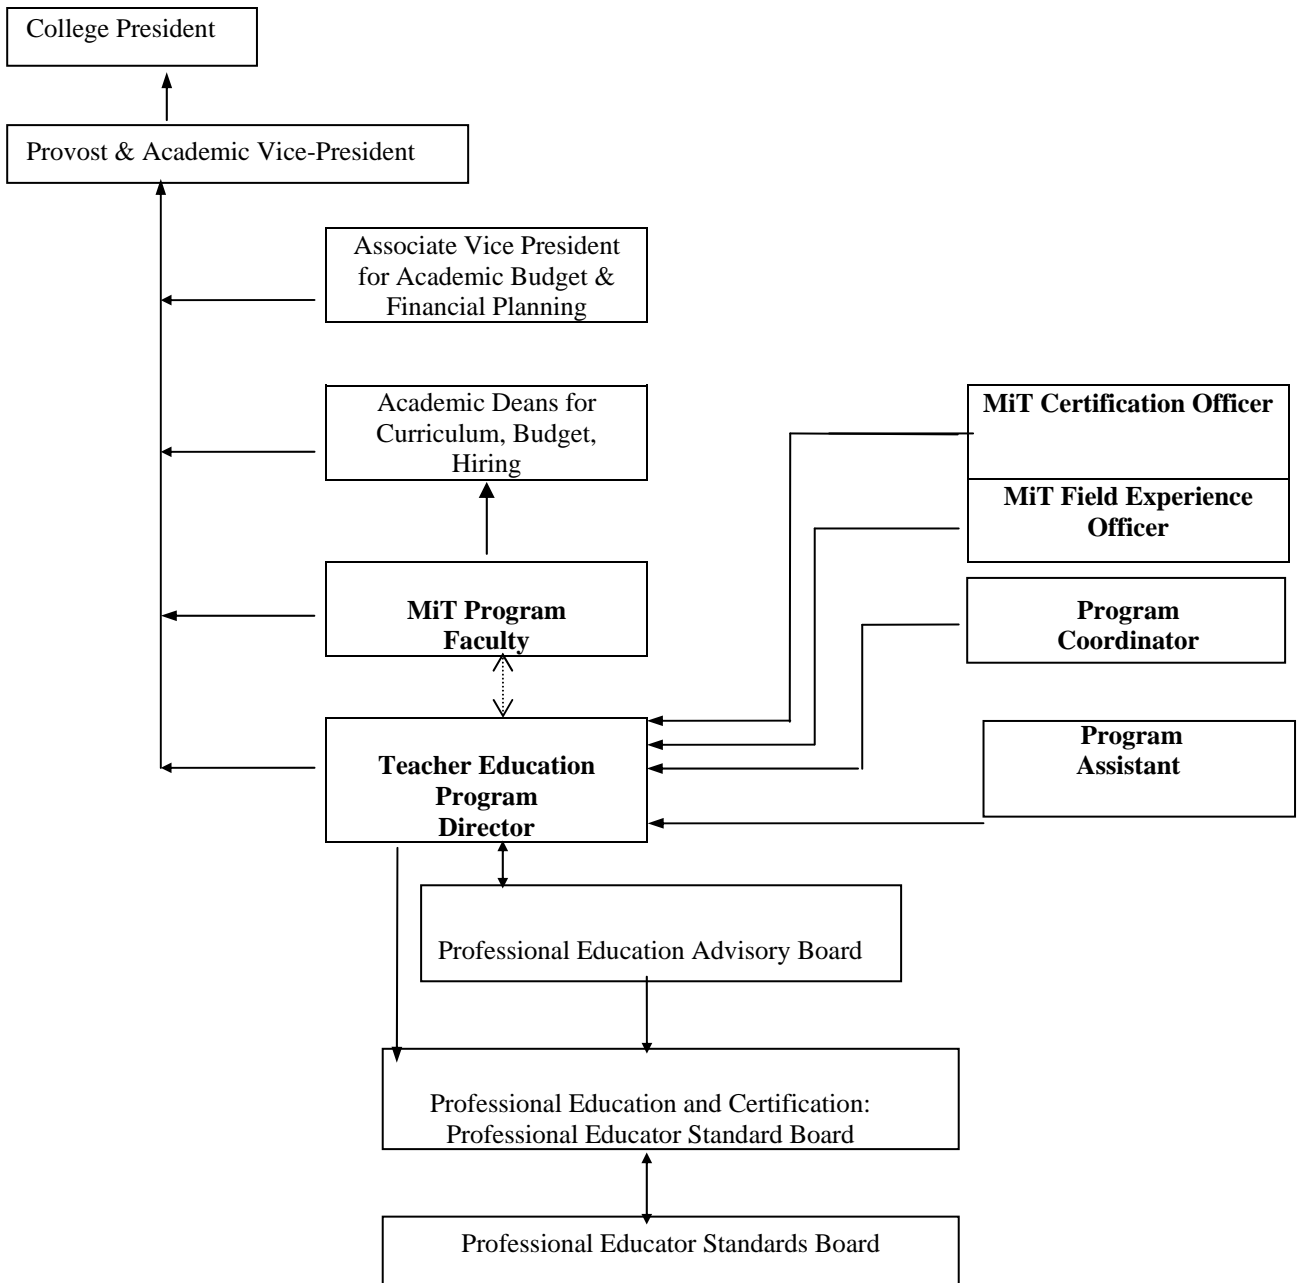 College President
Provost & Academic Vice-President
Associate Vice President
for Academic Budget &
Financial Planning
Academic Deans for
Curriculum, Budget,
Hiring
MiT Certification Officer
MiT Field Experience
Officer
MiT Program
Faculty
Program
Coordinator
Teacher Education
Program
Director
Program
Assistant
Professional Education Advisory Board
Professional Education and Certification:
Professional Educator Standard Board
Professional Educator Standards Board